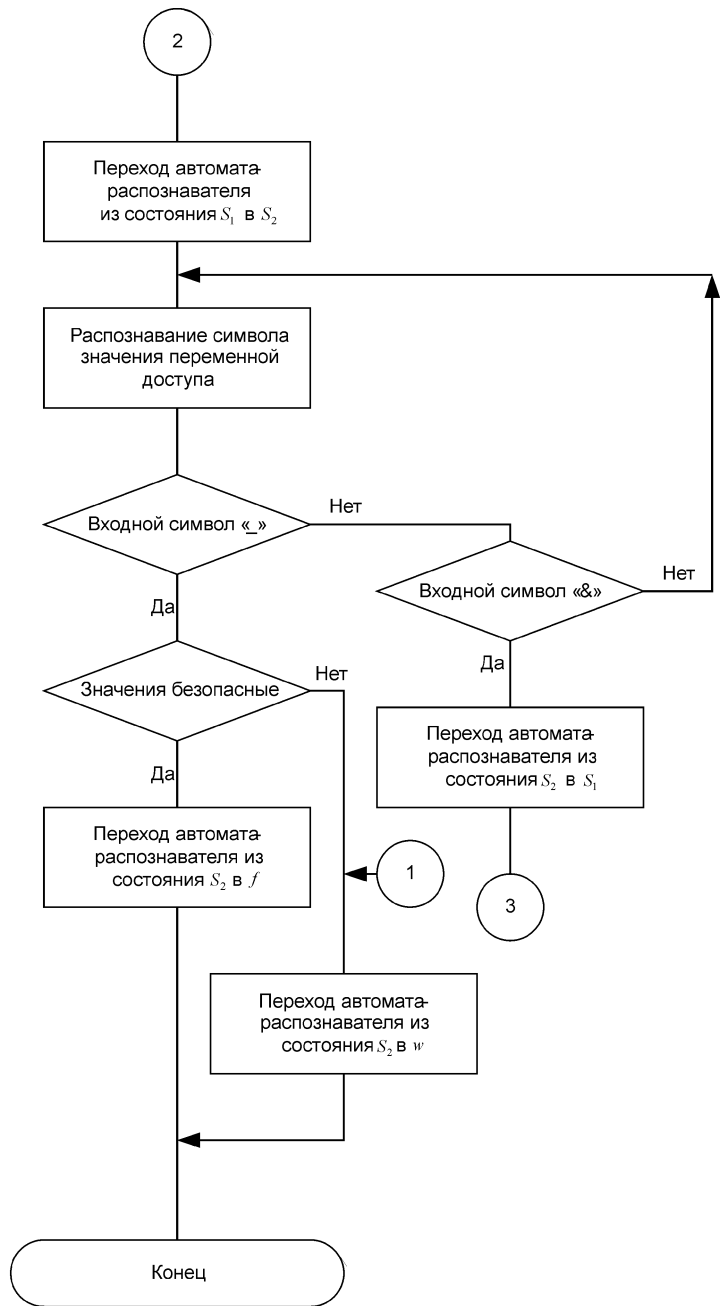 2
Переход автомата-
распознавателя
из состояния S₁ в S₂
Распознавание символа
значения переменной
доступа
Входной символ «_»
Нет
Входной символ «&»
Нет
Да
Да
Значения безопасные
Нет
Переход автомата-
распознавателя из
состояния S₂ в S₁
Да
Переход автомата-
распознавателя из
состояния S₂ в f
1
3
Переход автомата-
распознавателя из
состояния S₂ в w
Конец